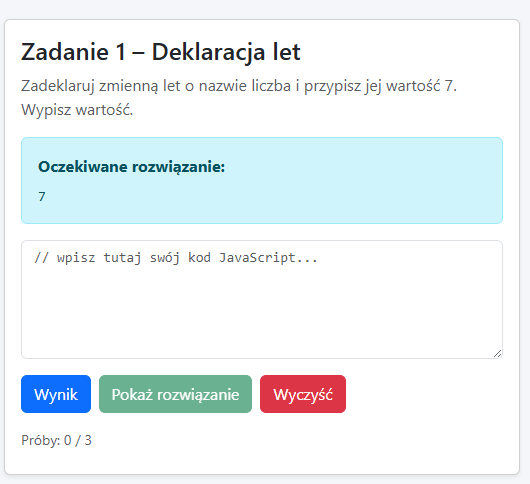 Zadanie 1 – Deklaracja let
Zadeklaruj zmienną let o nazwie liczba i przypisz jej wartość 7.
Wypisz wartość.
Oczekiwane rozwiązanie:
7
// wpisz tutaj swój kod JavaScript...
Wynik
Pokaż rozwiązanie
Wyczyść
Próby: 0 / 3